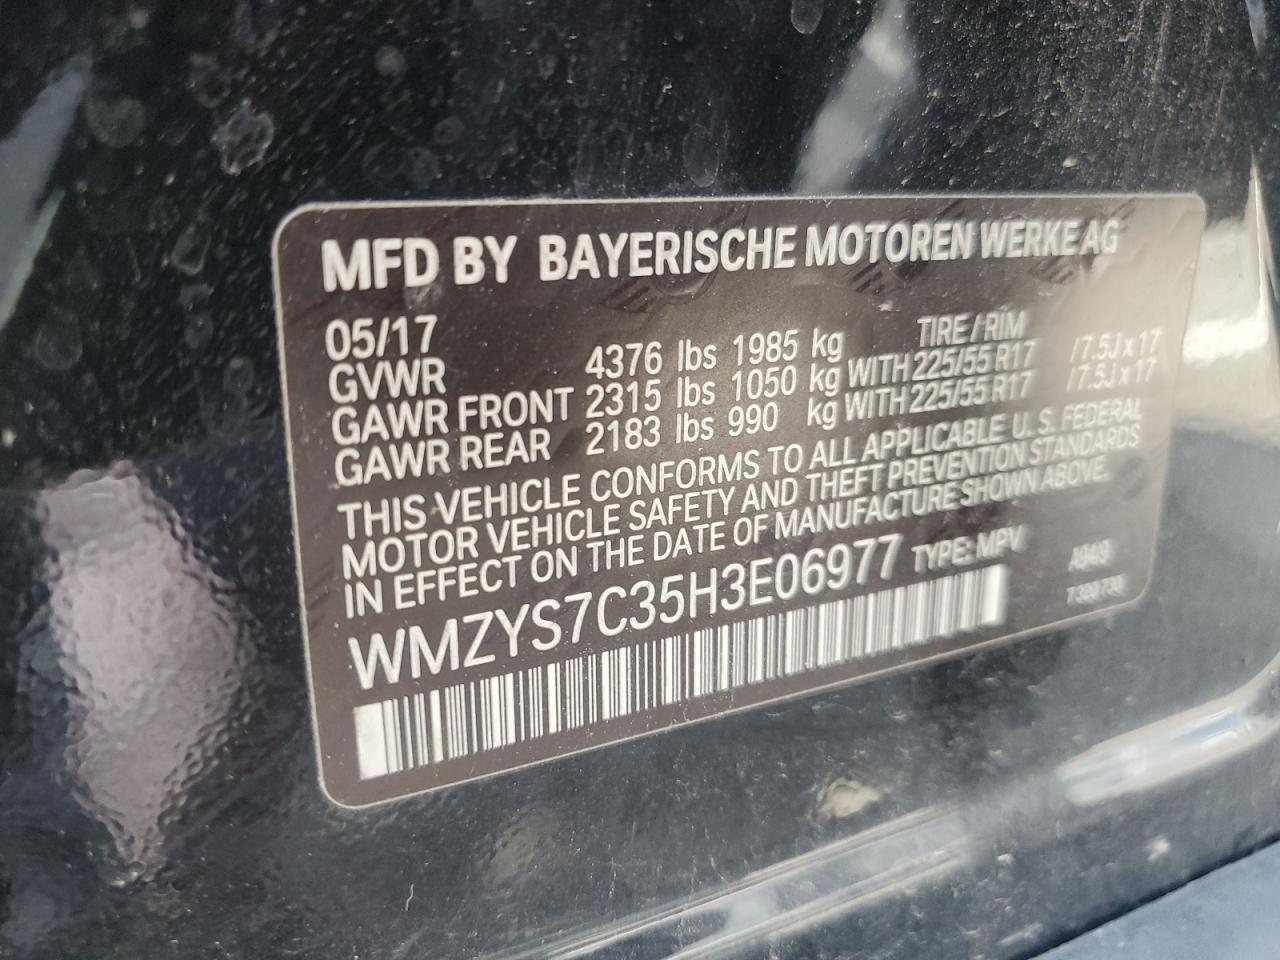 MFD BY BAYERISCHE MOTOREN WERKE AG
05/17 TIRE / RIM
GVWR 4376 lbs 1985 kg
GAWR FRONT 2315 lbs 1050 kg WITH 225/55 R17 / 7.5J x 17
GAWR REAR 2183 lbs 990 kg WITH 225/55 R17 / 7.5J x 17
THIS VEHICLE CONFORMS TO ALL APPLICABLE U.S. FEDERAL
MOTOR VEHICLE SAFETY AND THEFT PREVENTION STANDARDS
IN EFFECT ON THE DATE OF MANUFACTURE SHOWN ABOVE.
WMZYS7C35H3E06977 TYPE: MPV